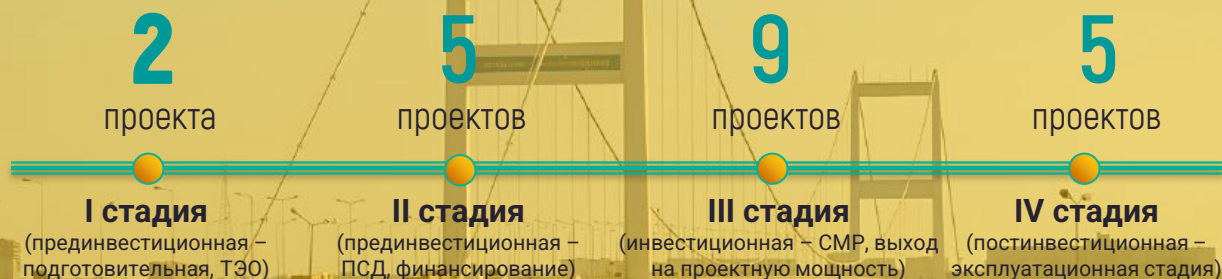 2
проекта
I стадия
(прединвестиционная –
подготовительная, ТЭО)
5
проектов
II стадия
(прединвестиционная –
ПСД, финансирование)
9
проектов
III стадия
(инвестиционная – СМР, выход
на проектную мощность)
5
проектов
IV стадия
(постинвестиционная –
эксплуатационная стадия)